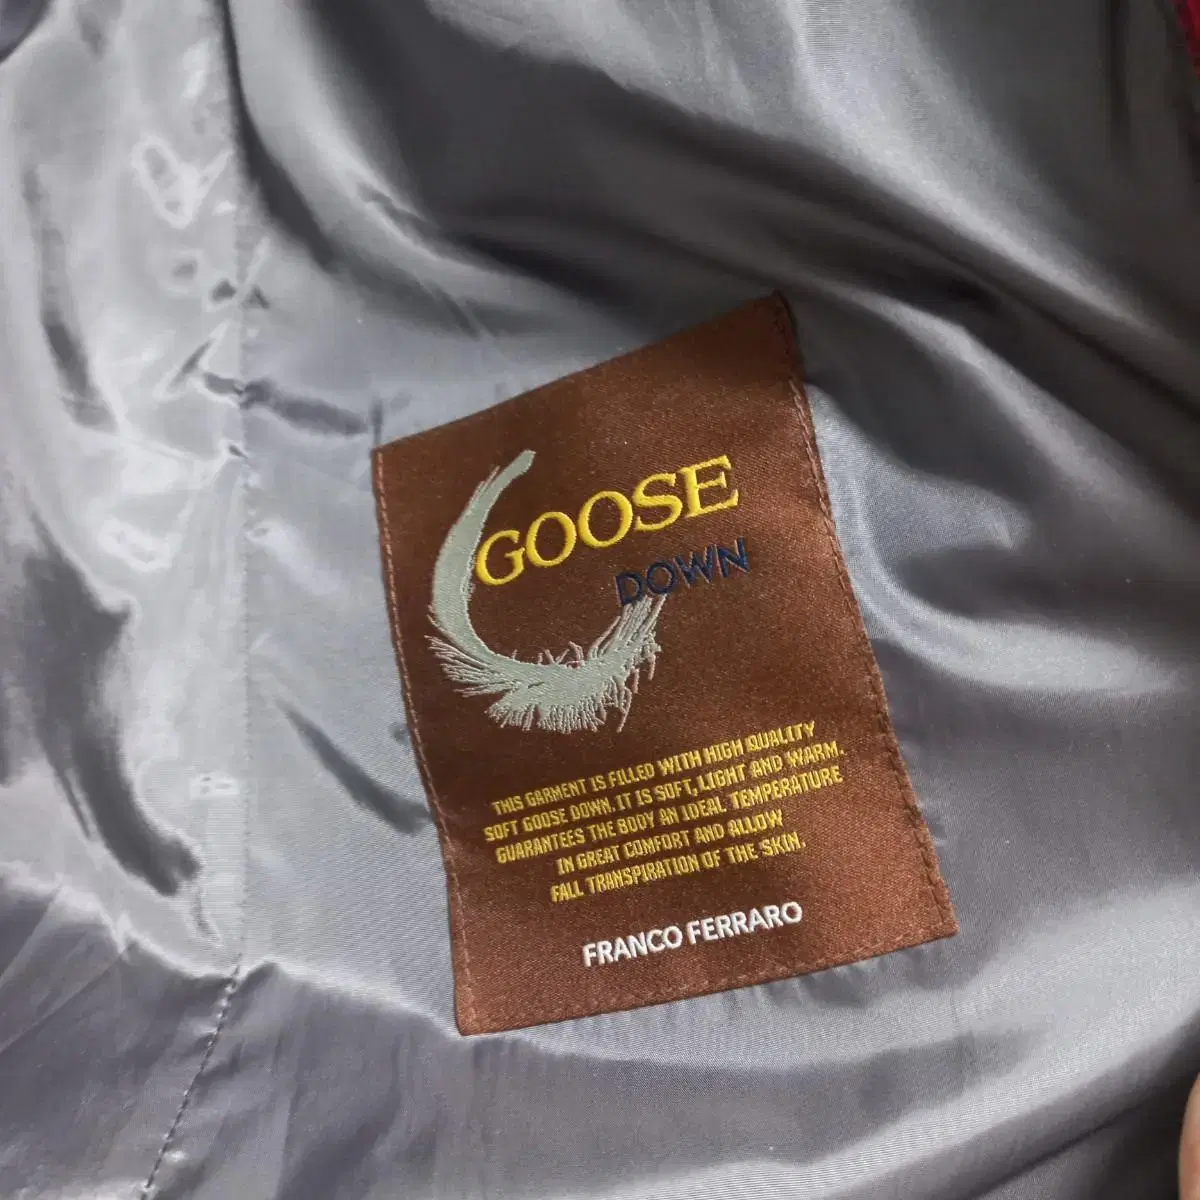 GOOSE
DOWN
THIS GARMENT IS FILLED WITH HIGH QUALITY
SOFT GOOSE DOWN. IT IS SOFT, LIGHT AND WARM.
GUARANTEES THE BODY AN IDEAL TEMPERATURE
IN GREAT COMFORT AND ALLOW
FALL TRANSPIRATION OF THE SKIN.
FRANCO FERRARO